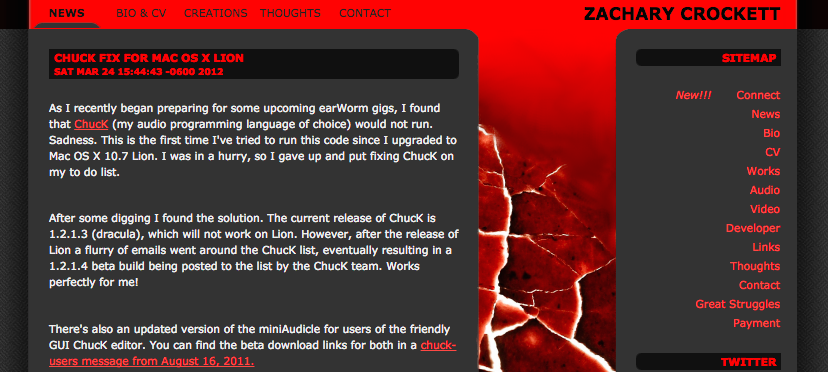 NEWS BIO & CV CREATIONS THOUGHTS CONTACT ZACHARY CROCKETT
CHUCK FIX FOR MAC OS X LION
SAT MAR 24 15:44:43 -0600 2012
As I recently began preparing for some upcoming earWorm gigs, I found
that ChucK (my audio programming language of choice) would not run.
Sadness. This is the first time I've tried to run this code since I upgraded to
Mac OS X 10.7 Lion. I was in a hurry, so I gave up and put fixing ChucK on
my to do list.
After some digging I found the solution. The current release of ChucK is
1.2.1.3 (dracula), which will not work on Lion. However, after the release of
Lion a flurry of emails went around the ChucK list, eventually resulting in a
1.2.1.4 beta build being posted to the list by the ChucK team. Works
perfectly for me!
There's also an updated version of the miniAudicle for users of the friendly
GUI ChucK editor. You can find the beta download links for both in a chuck-
users message from August 16, 2011.
SITEMAP
New!!! Connect
News
Bio
CV
Works
Audio
Video
Developer
Links
Thoughts
Contact
Great Struggles
Payment
TWITTER